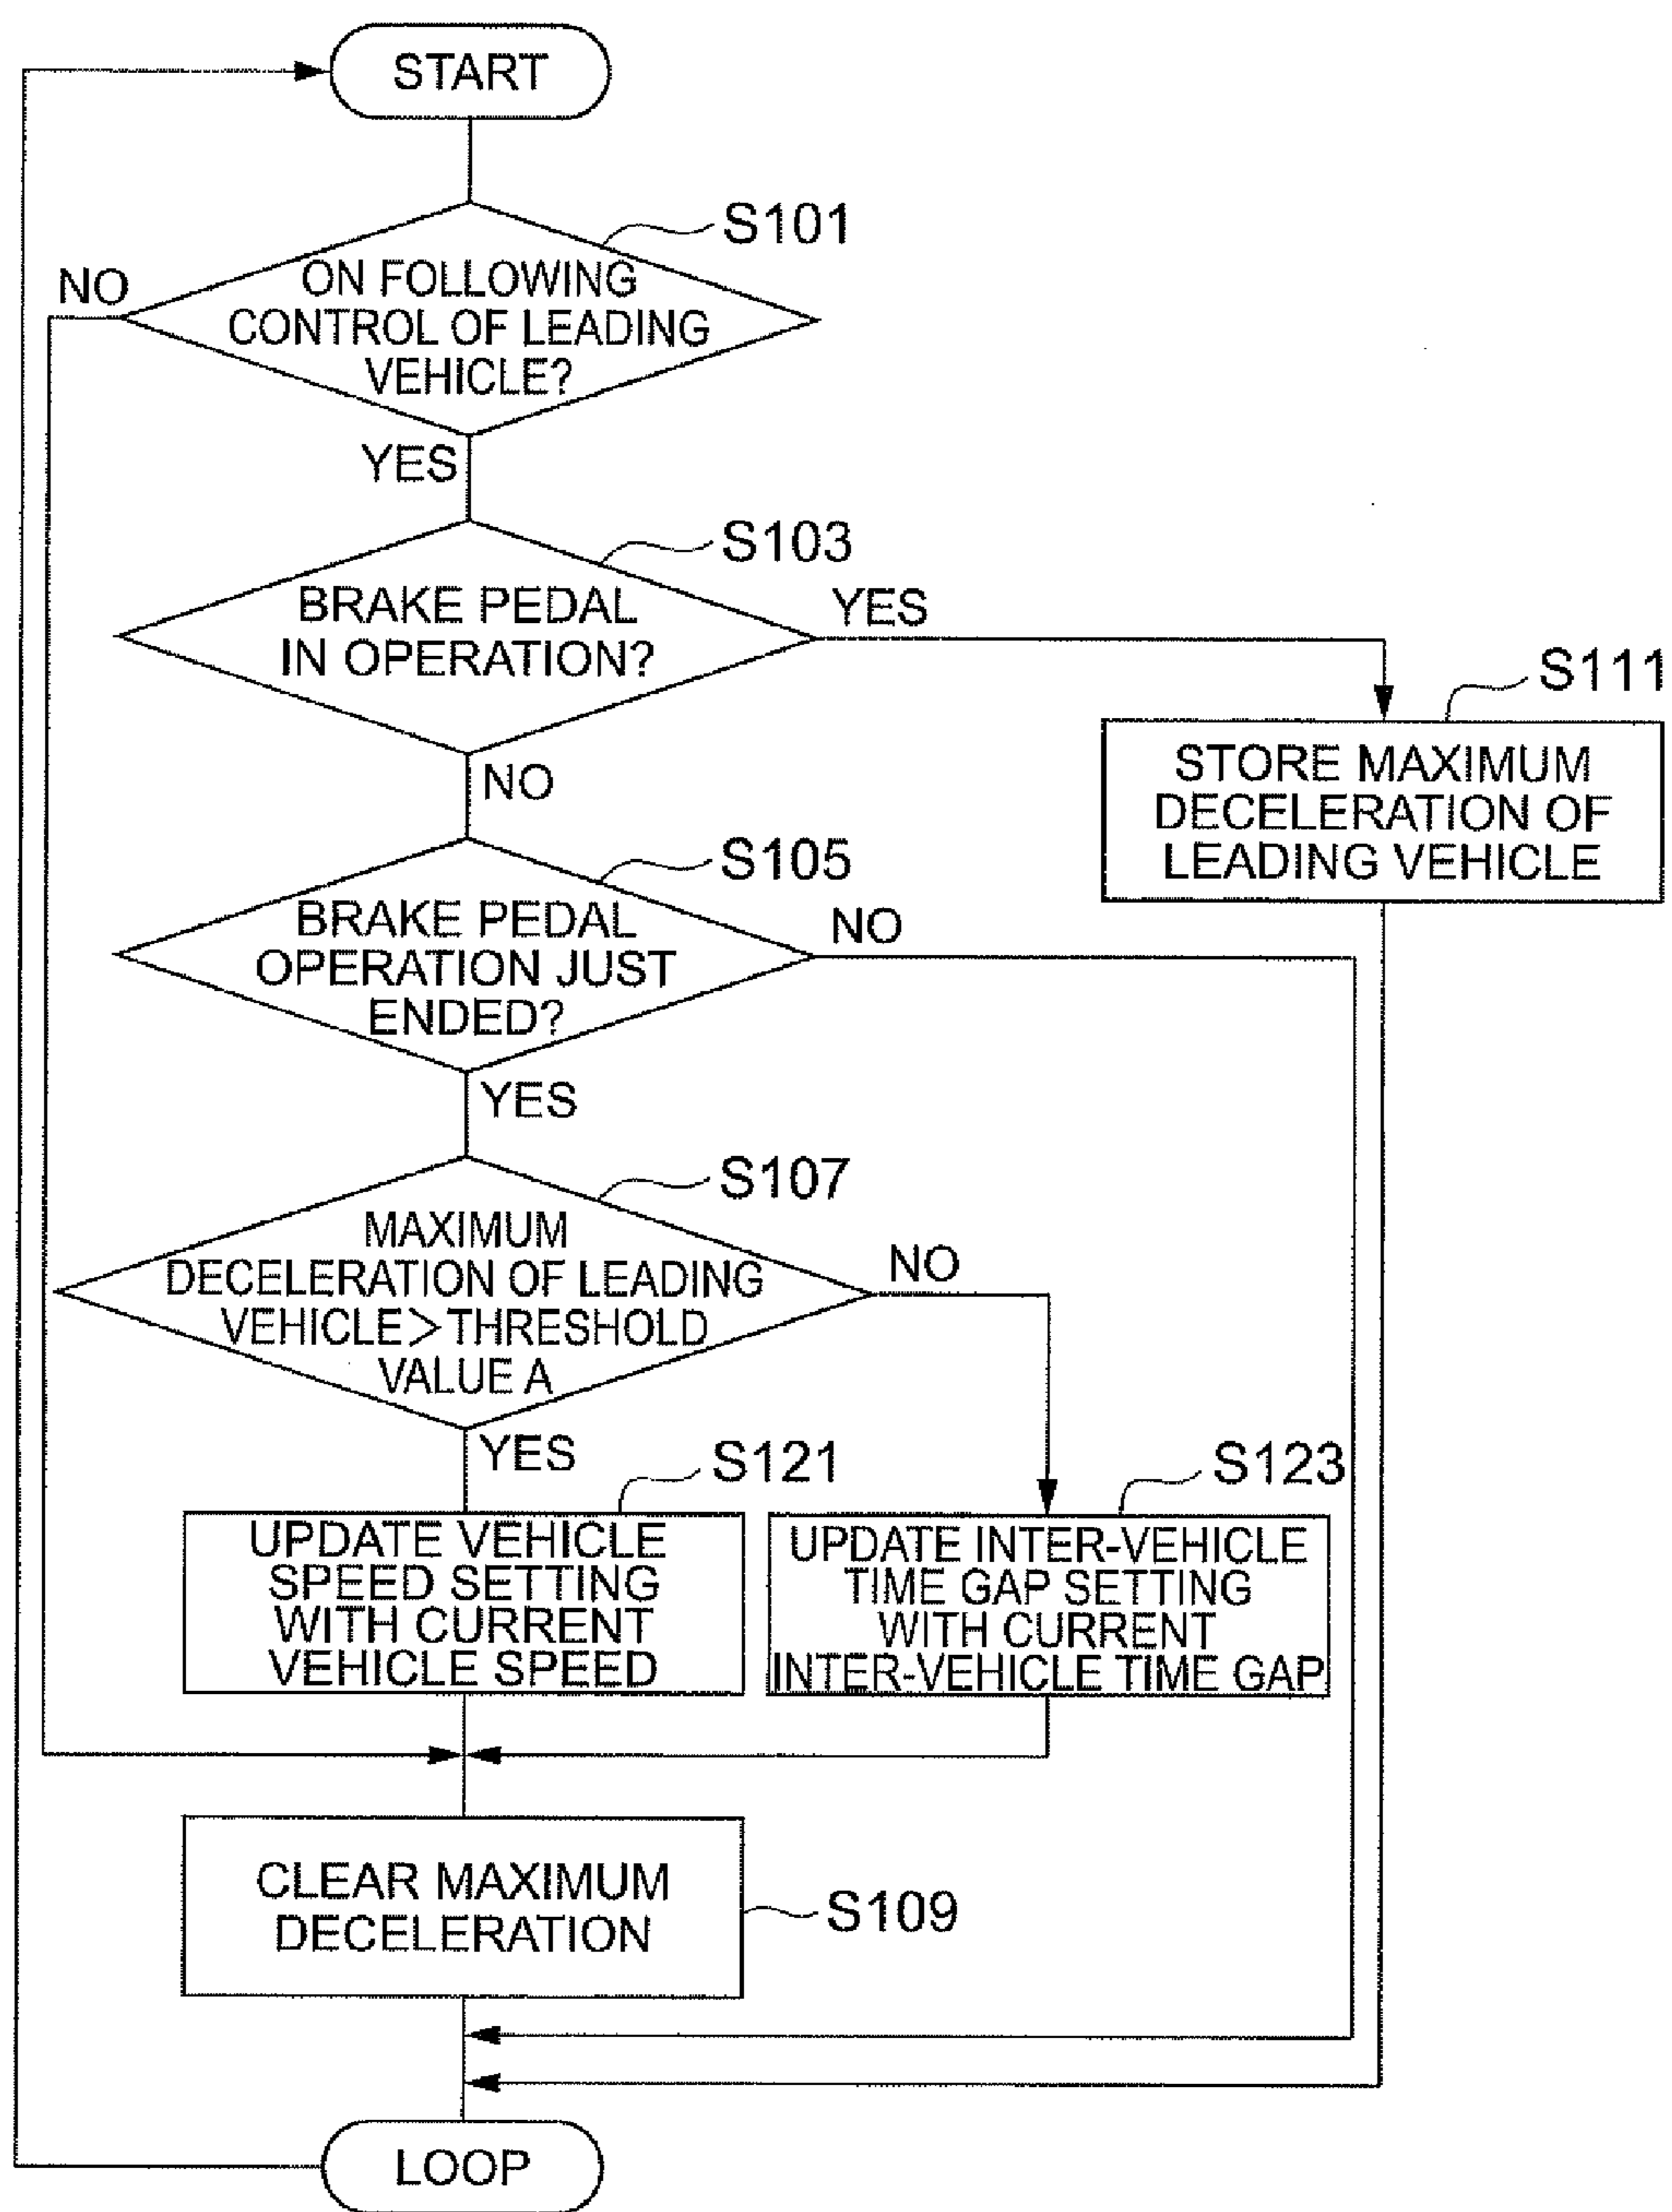 START
S101
NO
ON FOLLOWING
CONTROL OF LEADING
VEHICLE?
YES
S103
BRAKE PEDAL
IN OPERATION?
YES
S111
STORE MAXIMUM
DECELERATION OF
LEADING VEHICLE
NO
S105
BRAKE PEDAL
OPERATION JUST
ENDED?
NO
YES
S107
MAXIMUM
DECELERATION OF LEADING
VEHICLE>THRESHOLD
VALUE A
NO
YES
S121
UPDATE VEHICLE
SPEED SETTING
WITH CURRENT
VEHICLE SPEED
S123
UPDATE INTER-VEHICLE
TIME GAP SETTING
WITH CURRENT
INTER-VEHICLE TIME GAP
CLEAR MAXIMUM
DECELERATION
S109
LOOP